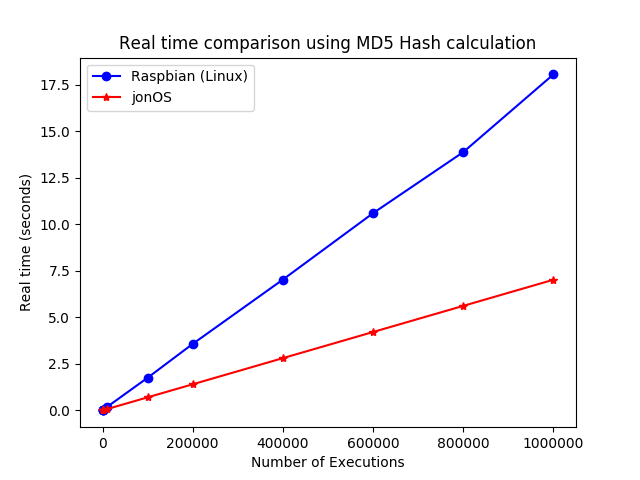 Real time comparison using MD5 Hash calculation
Raspbian (Linux)
jonOS
Real time (seconds)
17.5
15.0
12.5
10.0
7.5
5.0
2.5
0.0
0 200000 400000 600000 800000 1000000
Number of Executions